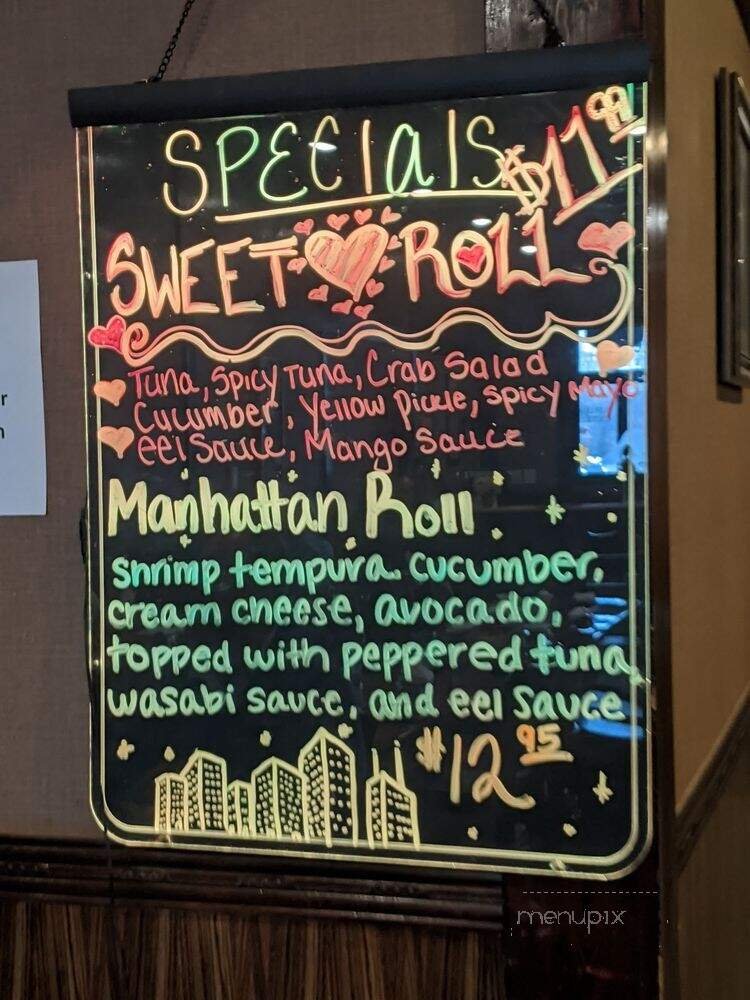 SPECIALS $11.99
SWEET ROLL
Tuna, Spicy Tuna, Crab Salad
Cucumber, Yellow Pickle, Spicy Mayo
eel Sauce, Mango Sauce
Manhattan Roll
shrimp tempura cucumber,
cream cheese, avocado,
topped with peppered tuna,
wasabi sauce, and eel sauce
$12.95
r
n
menupix